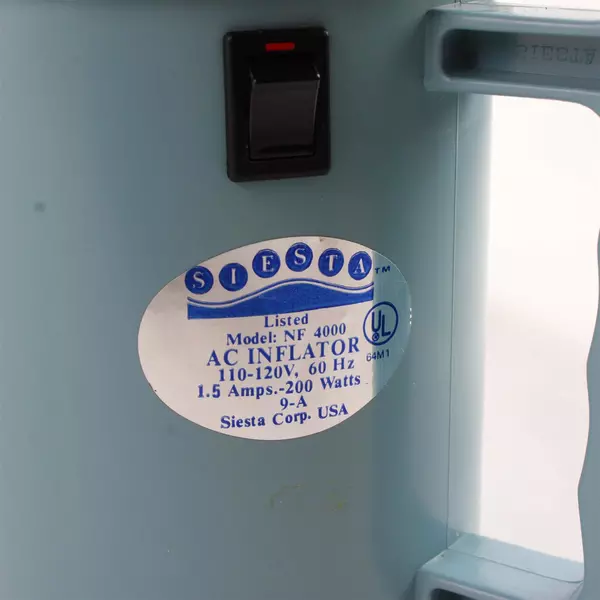 SIESTA
SIESTA™
Listed
Model: NF 4000
AC INFLATOR
110-120V, 60 Hz
1.5 Amps.-200 Watts
9-A
Siesta Corp. USA
UL
®
64M1